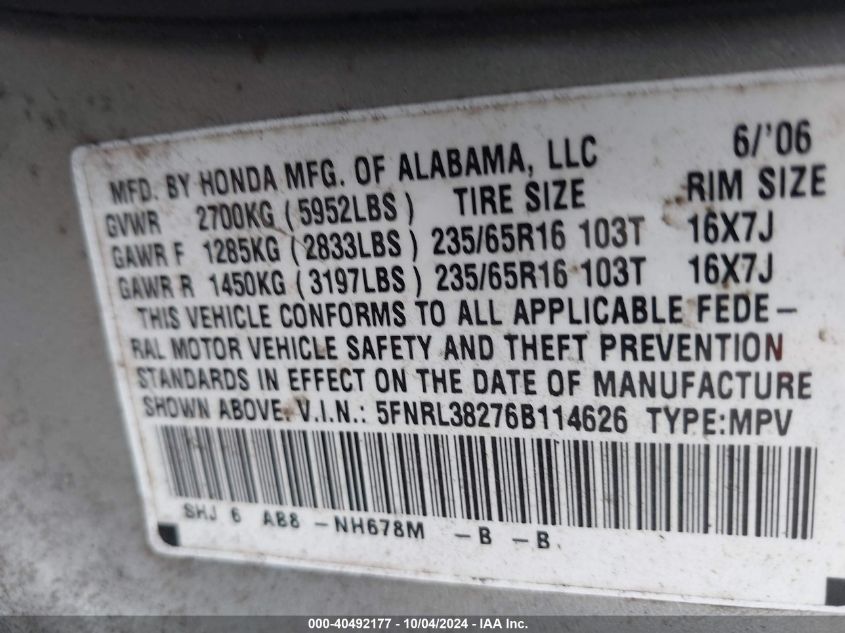 MFD. BY HONDA MFG. OF ALABAMA, LLC 6/'06
GVWR 2700KG (5952LBS) TIRE SIZE RIM SIZE
GAWR F 1285KG (2833LBS) 235/65R16 103T 16X7J
GAWR R 1450KG (3197LBS) 235/65R16 103T 16X7J
THIS VEHICLE CONFORMS TO ALL APPLICABLE FEDE-
RAL MOTOR VEHICLE SAFETY AND THEFT PREVENTION
STANDARDS IN EFFECT ON THE DATE OF MANUFACTURE
SHOWN ABOVE. V.I.N.: 5FNRL38276B114626 TYPE:MPV
SHJ 6 AB8 -NH678M -B -B
000-40492177 - 10/04/2024 - IAA Inc.